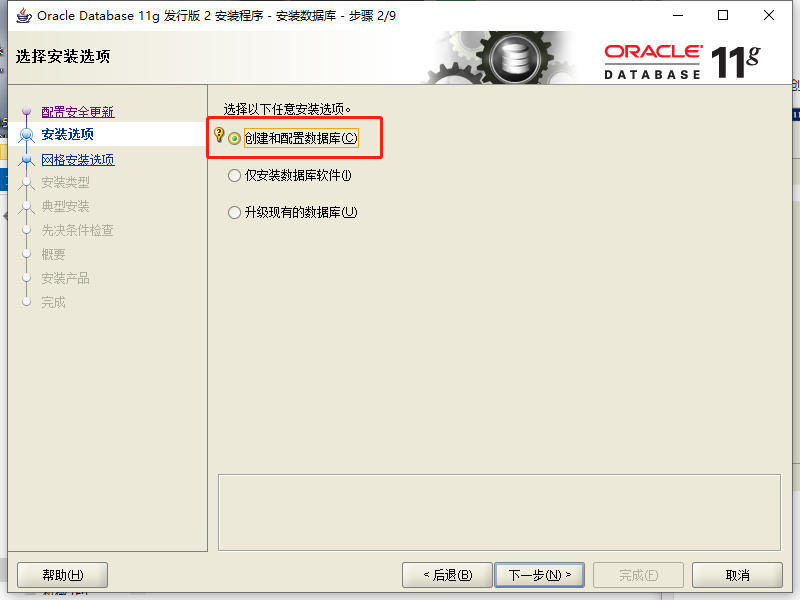 Oracle Database 11g 发行版 2 安装程序 - 安装数据库 - 步骤 2/9
选择安装选项
ORACLE
DATABASE
11g
配置安全更新
安装选项
网格安装选项
安装类型
典型安装
先决条件检查
概要
安装产品
完成
选择以下任意安装选项。
创建和配置数据库(C)
仅安装数据库软件(I)
升级现有的数据库(U)
帮助(H)
< 后退(B)
下一步(N) >
完成(F)
取消